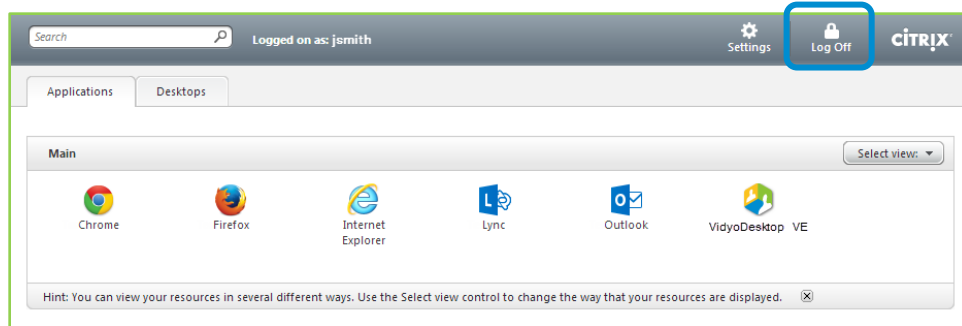 Search
Logged on as: jsmith
Settings
Log Off
CİTRIX
Applications
Desktops
Main
Select view:
Chrome
Firefox
Internet
Explorer
Lync
Outlook
VidyoDesktop VE
Hint: You can view your resources in several different ways. Use the Select view control to change the way that your resources are displayed.